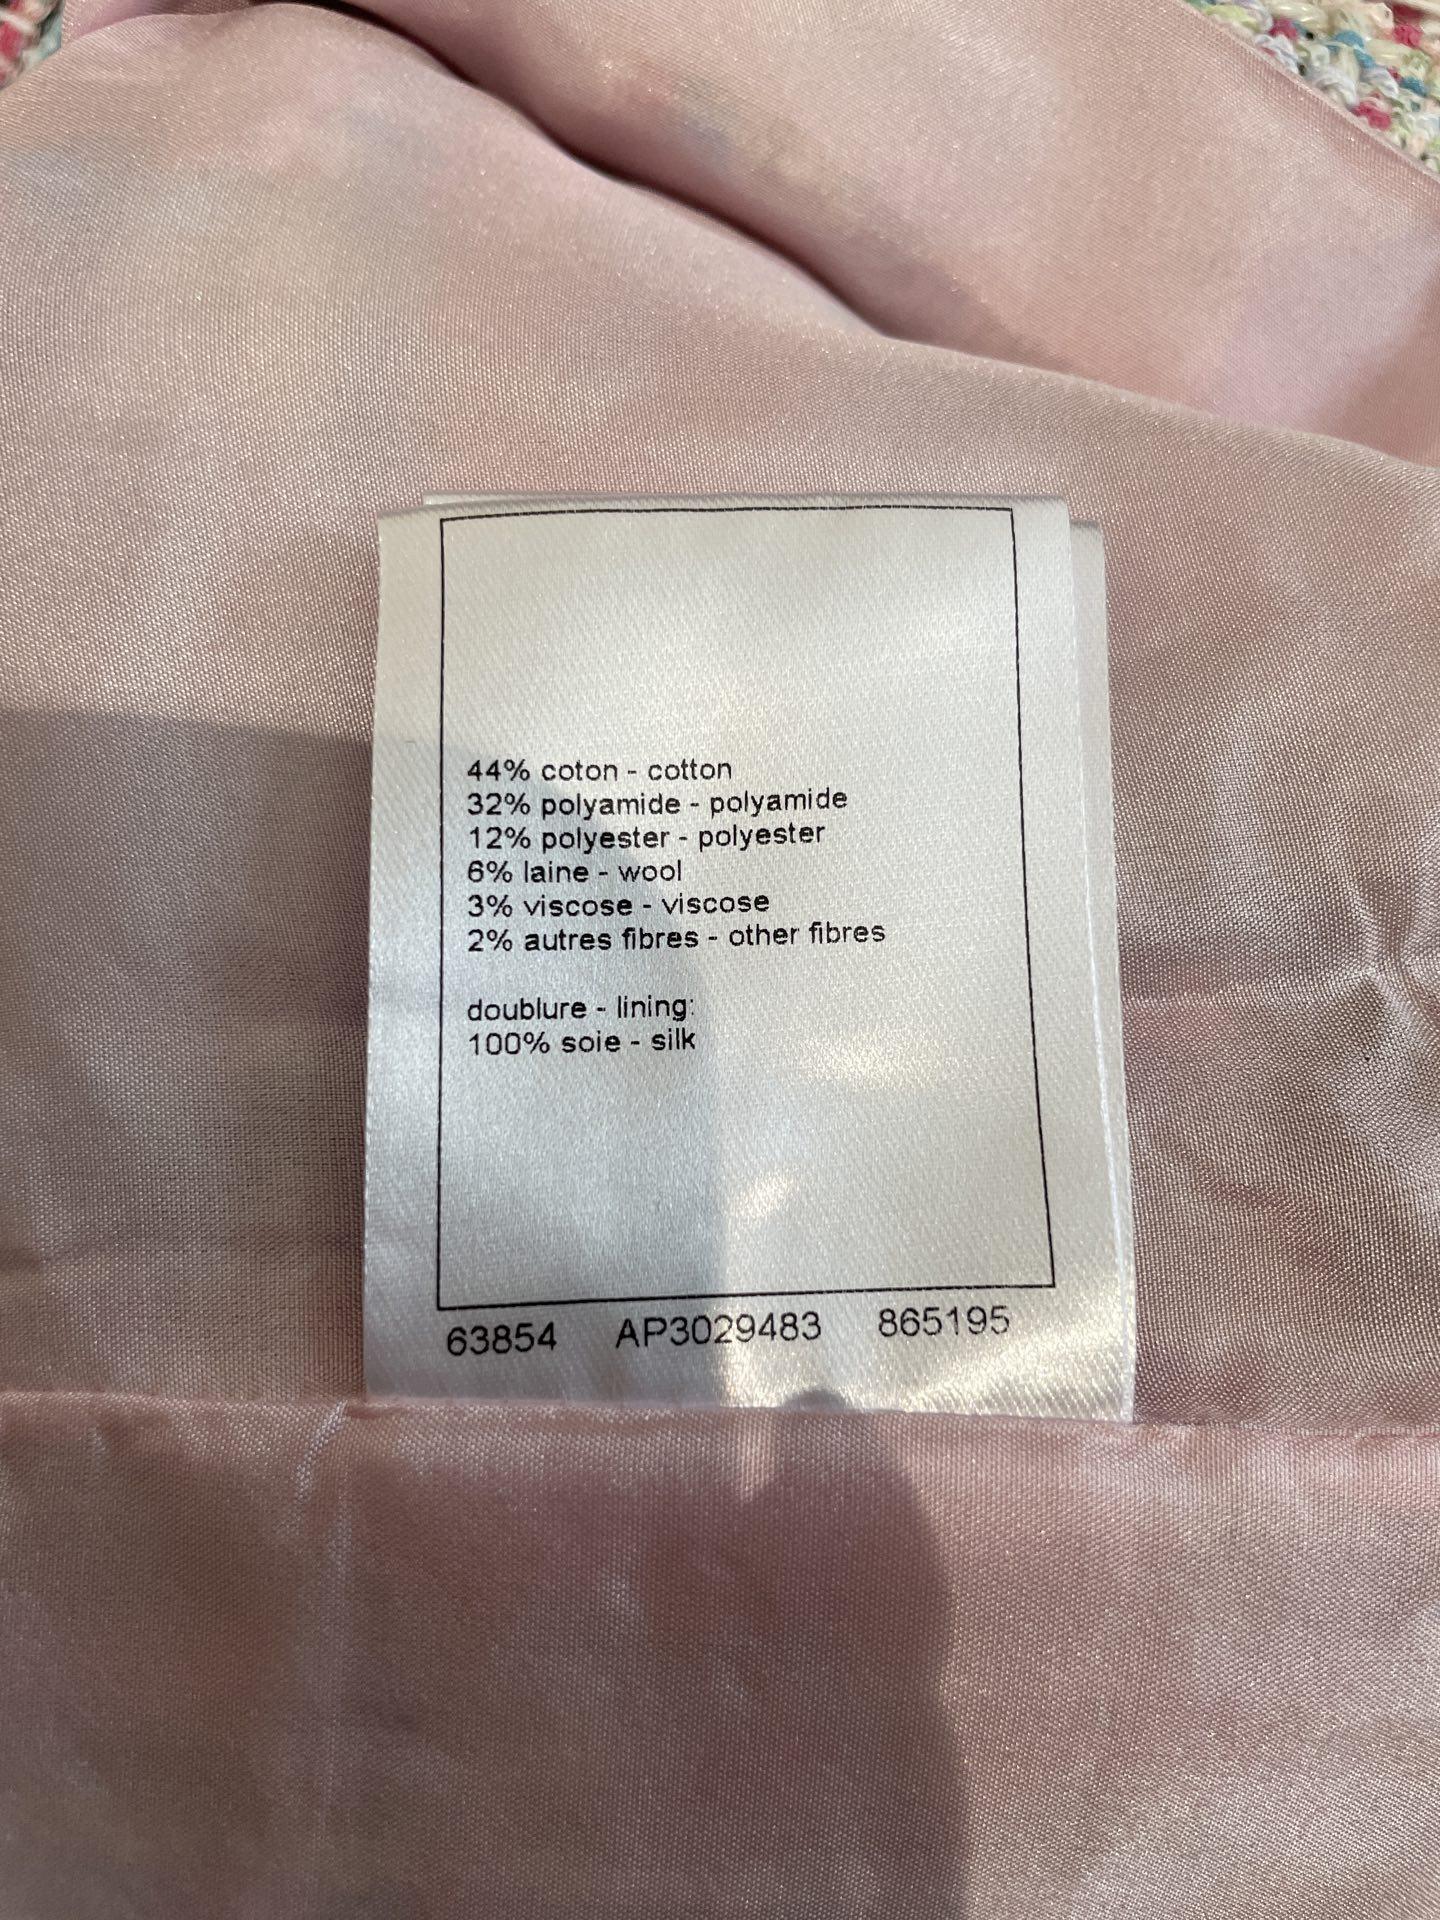 44% coton - cotton
32% polyamide - polyamide
12% polyester - polyester
6% laine - wool
3% viscose - viscose
2% autres fibres - other fibres
doublure - lining:
100% soie - silk
63854 AP3029483 865195